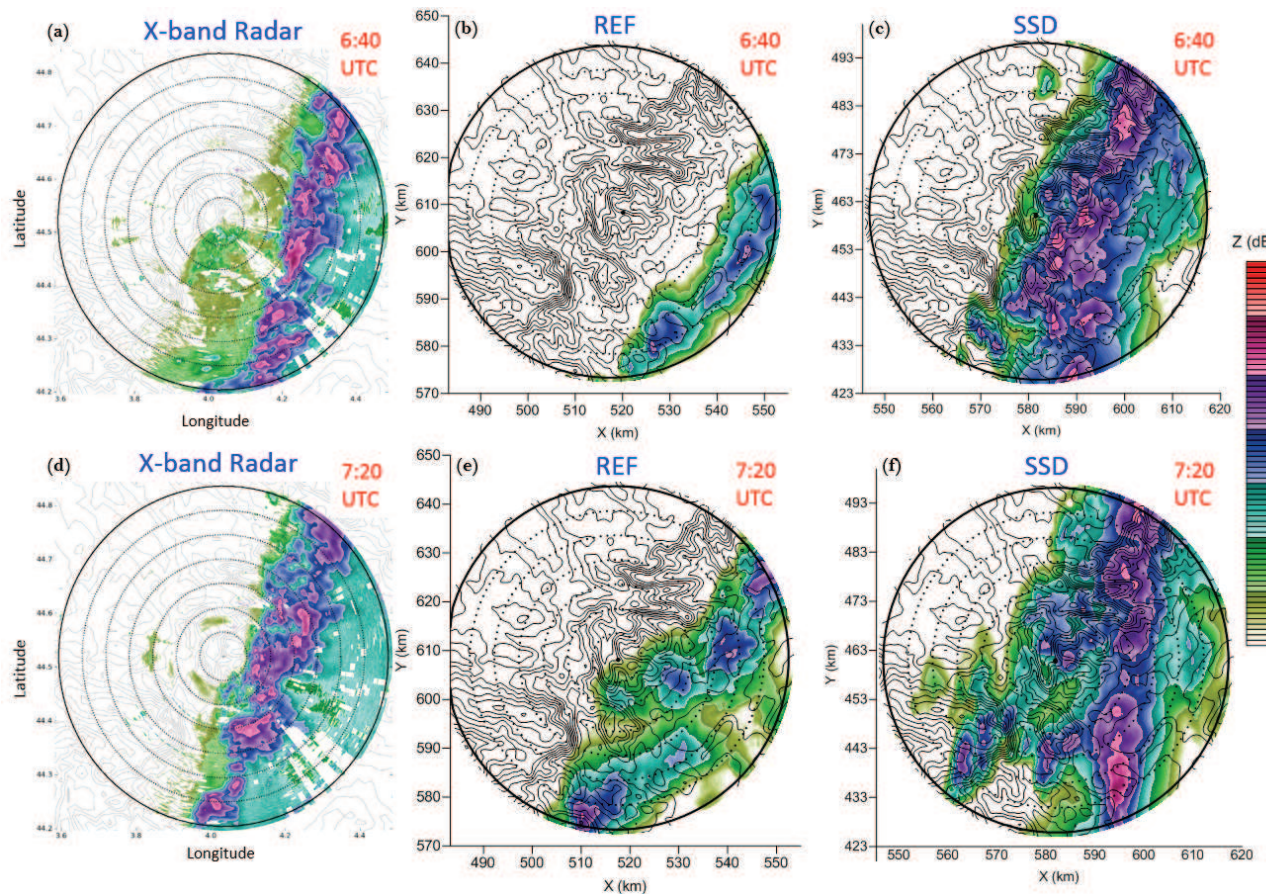 (a) X-band Radar 6:40 UTC
44.8
44.7
44.6
44.5
44.4
44.3
44.2
Latitude
3.6 3.8 4.0 4.2 4.4
Longitude
(b) REF 6:40 UTC
650
640
630
620
610
600
590
580
570
Y (km)
490 500 510 520 530 540 550
X (km)
(c) SSD 6:40 UTC
493
483
473
463
453
443
433
423
Y (km)
550 560 570 580 590 600 610 620
X (km)
Z (dB
(d) X-band Radar 7:20 UTC
44.8
44.7
44.6
44.5
44.4
44.3
44.2
Latitude
3.6 3.8 4.0 4.2 4.4
Longitude
(e) REF 7:20 UTC
650
640
630
620
610
600
590
580
570
Y (km)
490 500 510 520 530 540 550
X (km)
(f) SSD 7:20 UTC
493
483
473
463
453
443
433
423
Y (km)
550 560 570 580 590 600 610 620
X (km)